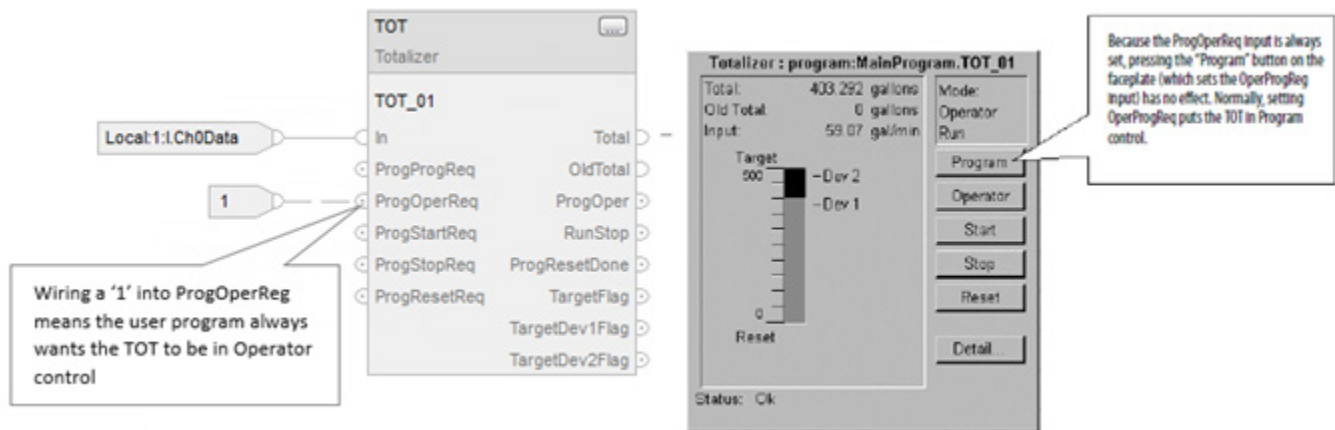 TOT
Totalizer
TOT_01
Local:1:I.Ch0Data
In
Total
ProgProgReq
OldTotal
1
ProgOperReq
ProgOper
ProgStartReq
RunStop
ProgStopReq
ProgResetDone
ProgResetReq
TargetFlag
TargetDev1Flag
TargetDev2Flag
Wiring a ‘1’ into ProgOperReg
means the user program always
wants the TOT to be in Operator
control
Totalizer : program:MainProgram.TOT_01
Total: 403.292 gallons
Old Total: 0 gallons
Input: 59.07 gal/min
Mode:
Operator
Run
Target
500
Dev 2
Dev 1
0
Reset
Program
Operator
Start
Stop
Reset
Detail...
Status: Ok
Because the ProgOperReq input is always
set, pressing the "Program" button on the
faceplate (which sets the OperProgReq
input) has no effect. Normally, setting
OperProgReq puts the TOT in Program
control.